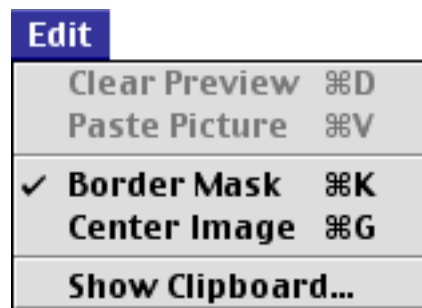 Edit
Clear Preview ⌘D
Paste Picture ⌘V
✓ Border Mask ⌘K
Center Image ⌘G
Show Clipboard...